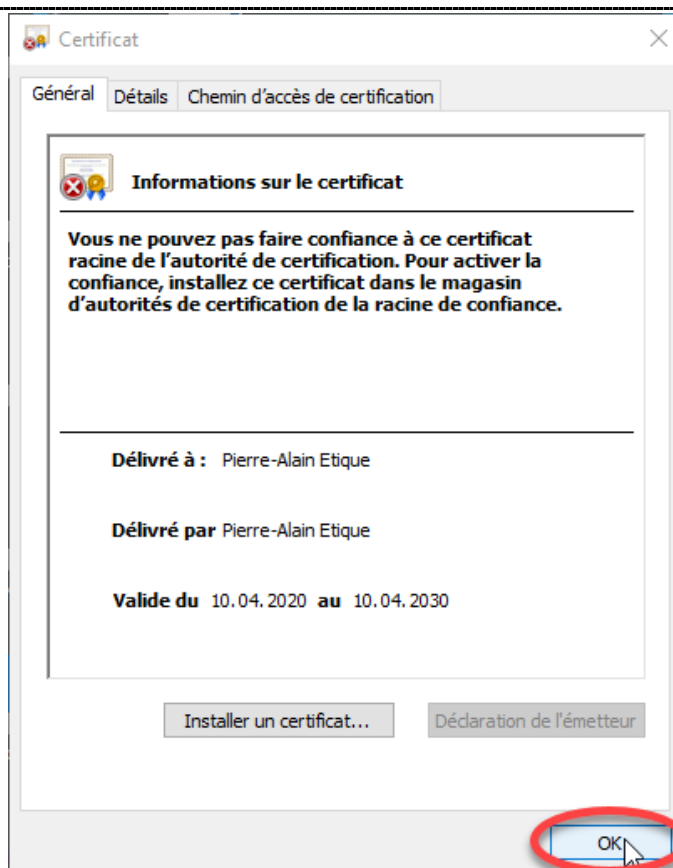 Certificat
Général Détails Chemin d'accès de certification
Informations sur le certificat
Vous ne pouvez pas faire confiance à ce certificat
racine de l'autorité de certification. Pour activer la
confiance, installez ce certificat dans le magasin
d'autorités de certification de la racine de confiance.
Délivré à : Pierre-Alain Etique
Délivré par Pierre-Alain Etique
Valide du 10.04.2020 au 10.04.2030
Installer un certificat... Déclaration de l'émetteur
OK